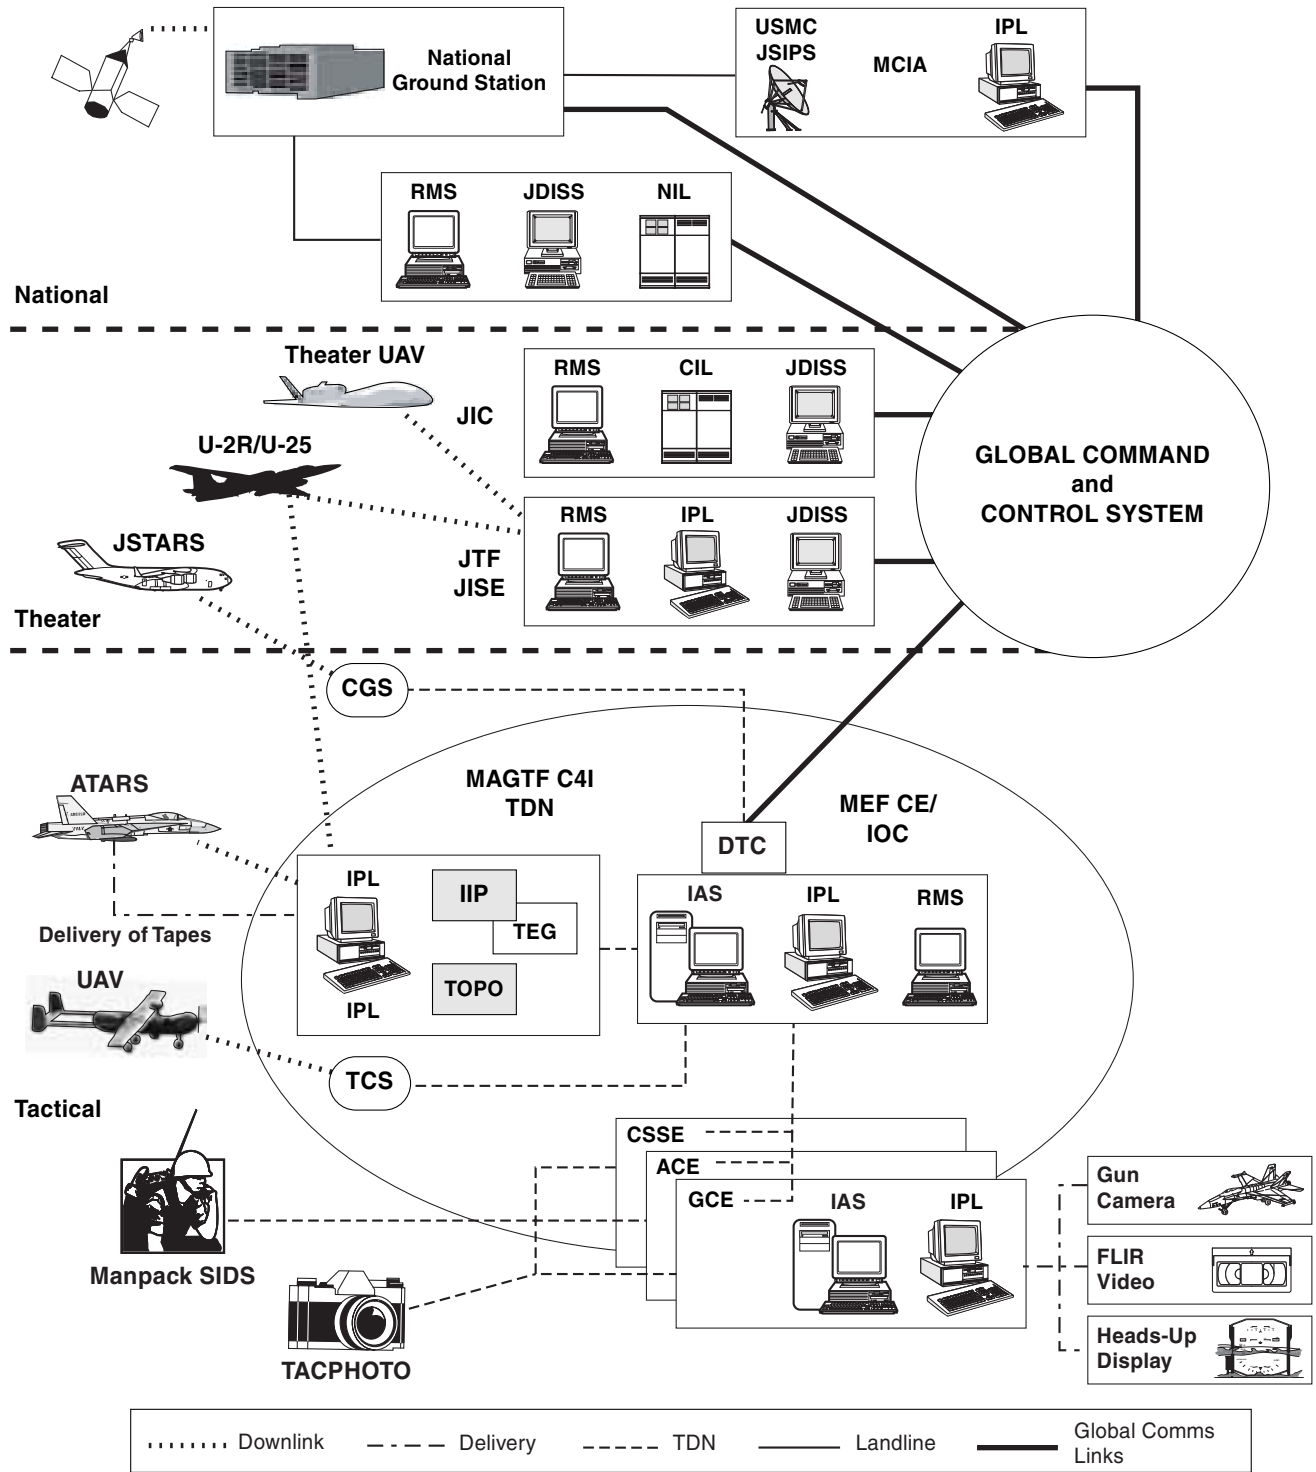 National
Ground Station
USMC
JSIPS
MCIA
IPL
RMS
JDISS
NIL
National
Theater UAV
JIC
RMS
CIL
JDISS
U-2R/U-25
JTF
JISE
RMS
IPL
JDISS
JSTARS
Theater
GLOBAL COMMAND
and
CONTROL SYSTEM
CGS
MAGTF C4I
TDN
MEF CE/
IOC
DTC
ATARS
Delivery of Tapes
IPL
IIP
TEG
TOPO
IPL
IAS
IPL
RMS
UAV
TCS
Tactical
CSSE
ACE
GCE
IAS
IPL
Manpack SIDS
TACPHOTO
Gun
Camera
FLIR
Video
Heads-Up
Display
Downlink
Delivery
TDN
Landline
Global Comms
Links